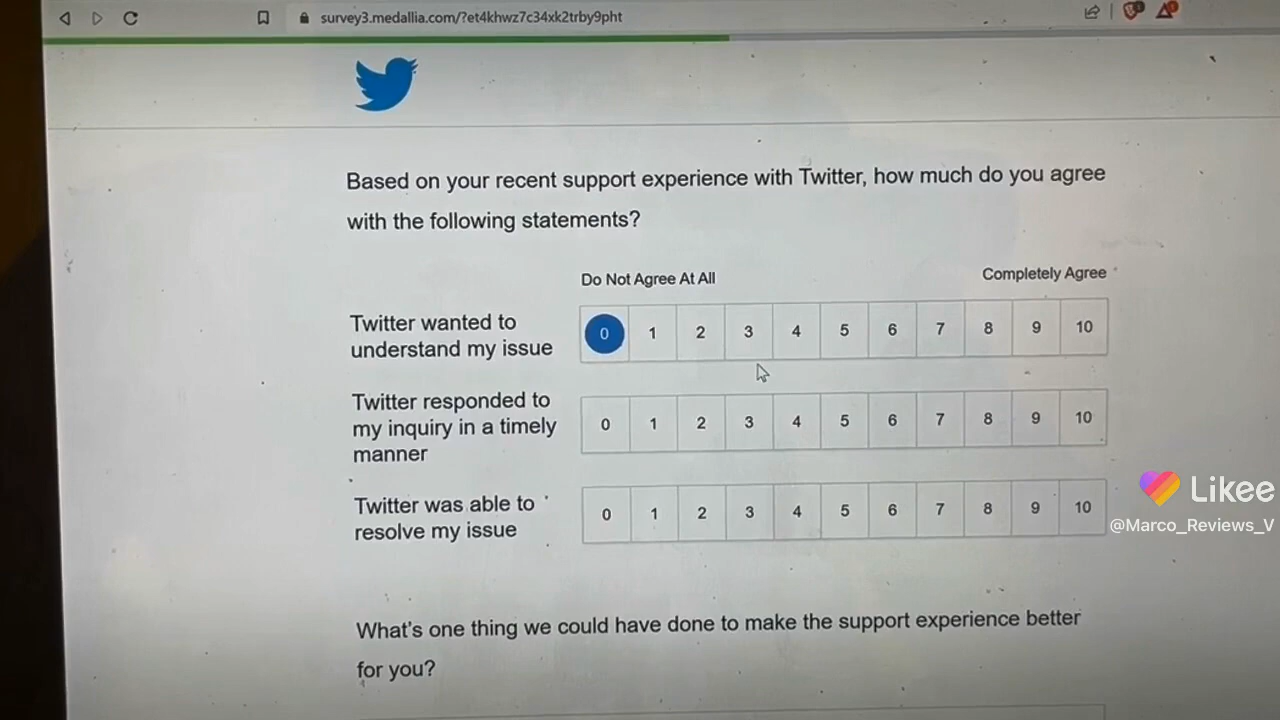 survey3.medallia.com/?et4khwz7c34xk2trby9pht
Based on your recent support experience with Twitter, how much do you agree
with the following statements?
Do Not Agree At All
Completely Agree
Twitter wanted to
understand my issue
0 1 2 3 4 5 6 7 8 9 10
Twitter responded to
my inquiry in a timely
manner
0 1 2 3 4 5 6 7 8 9 10
Twitter was able to
resolve my issue
0 1 2 3 4 5 6 7 8 9 10
What's one thing we could have done to make the support experience better
for you?
Likee
@Marco_Reviews_V